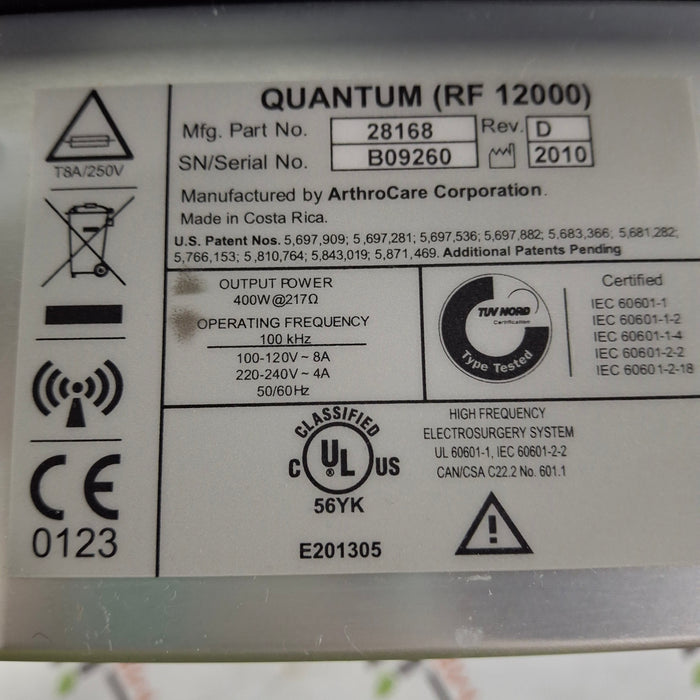 QUANTUM (RF 12000)
Mfg. Part No. 28168 Rev. D
SN/Serial No. B09260 2010
Manufactured by ArthroCare Corporation.
Made in Costa Rica.
U.S. Patent Nos. 5,697,909; 5,697,281; 5,697,536; 5,697,882; 5,683,366; 5,681,282;
5,766,153; 5,810,764; 5,843,019; 5,871,469. Additional Patents Pending
T8A/250V
OUTPUT POWER
400W@217Ω
OPERATING FREQUENCY
100 kHz
100-120V ~ 8A
220-240V ~ 4A
50/60Hz
TUV NORD
Certification
Type Tested
Certified
IEC 60601-1
IEC 60601-1-2
IEC 60601-1-4
IEC 60601-2-2
IEC 60601-2-18
CE
0123
CLASSIFIED
C UL US
®
56YK
E201305
HIGH FREQUENCY
ELECTROSURGERY SYSTEM
UL 60601-1, IEC 60601-2-2
CAN/CSA C22.2 No. 601.1
!